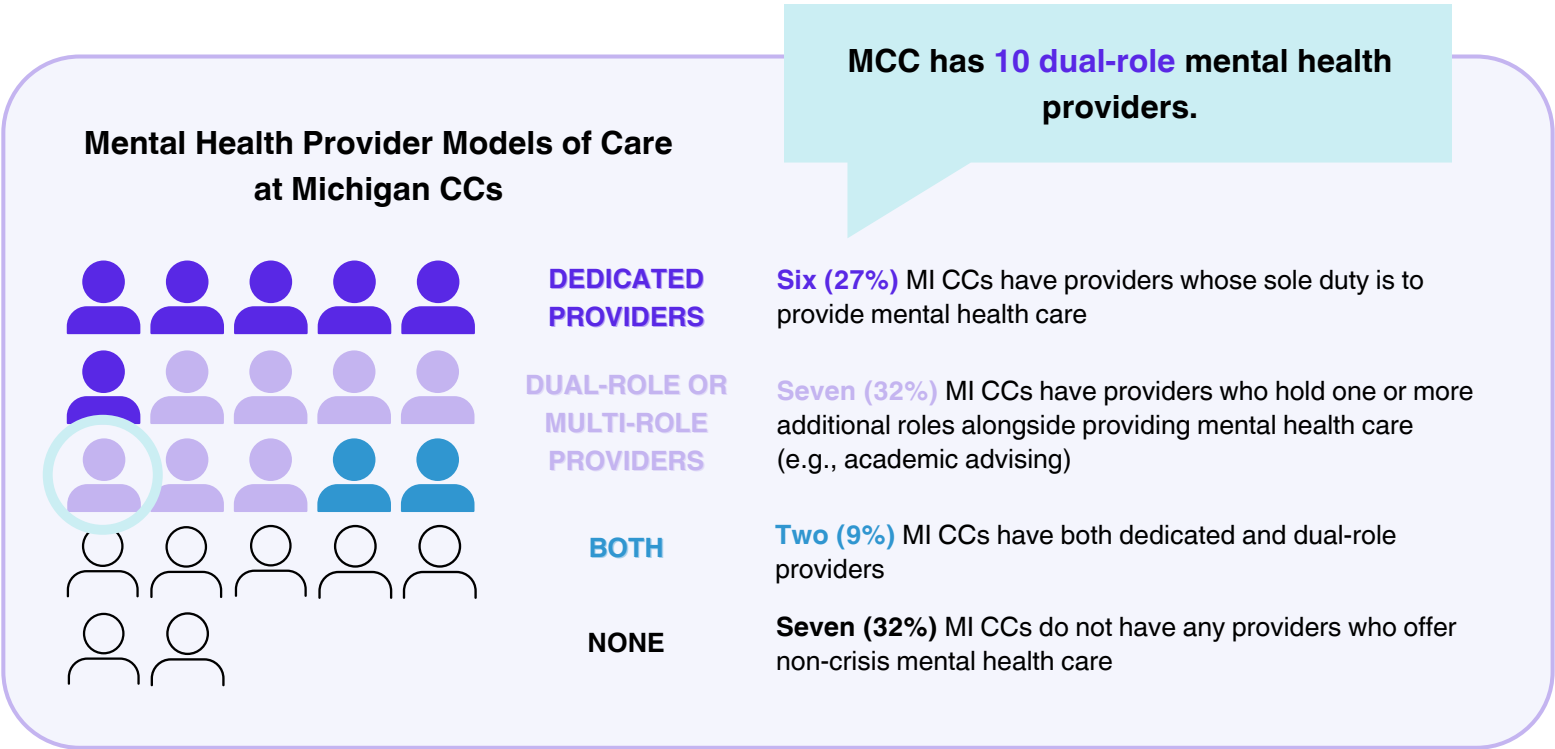 MCC has 10 dual-role mental health
providers.
Mental Health Provider Models of Care
at Michigan CCs
DEDICATED
PROVIDERS
Six (27%) MI CCs have providers whose sole duty is to
provide mental health care
DUAL-ROLE OR
MULTI-ROLE
PROVIDERS
Seven (32%) MI CCs have providers who hold one or more
additional roles alongside providing mental health care
(e.g., academic advising)
BOTH
Two (9%) MI CCs have both dedicated and dual-role
providers
NONE
Seven (32%) MI CCs do not have any providers who offer
non-crisis mental health care